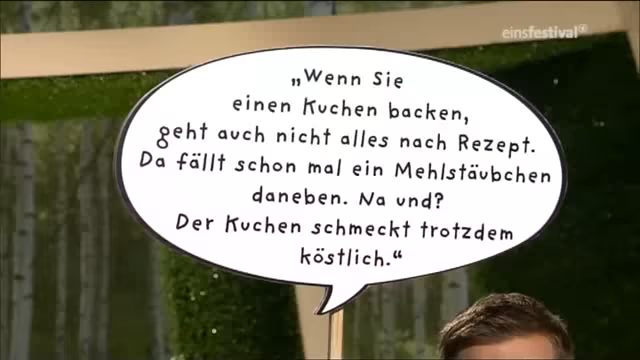 einsfestival
„Wenn Sie
einen Kuchen backen,
geht auch nicht alles nach Rezept.
Da fällt schon mal ein Mehlstäubchen
daneben. Na und?
Der Kuchen schmeckt trotzdem
köstlich.“